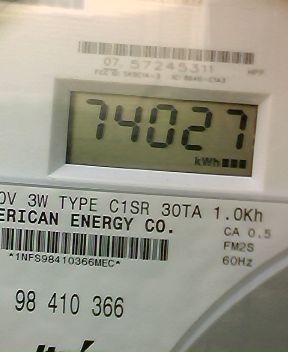 07 57245311
74027
kWh
0V 3W TYPE C1SR 30TA 1.0Kh
ERICAN ENERGY CO.
CA 0.5
FM2S
*1NFS98410366MEC*
60Hz
98 410 366